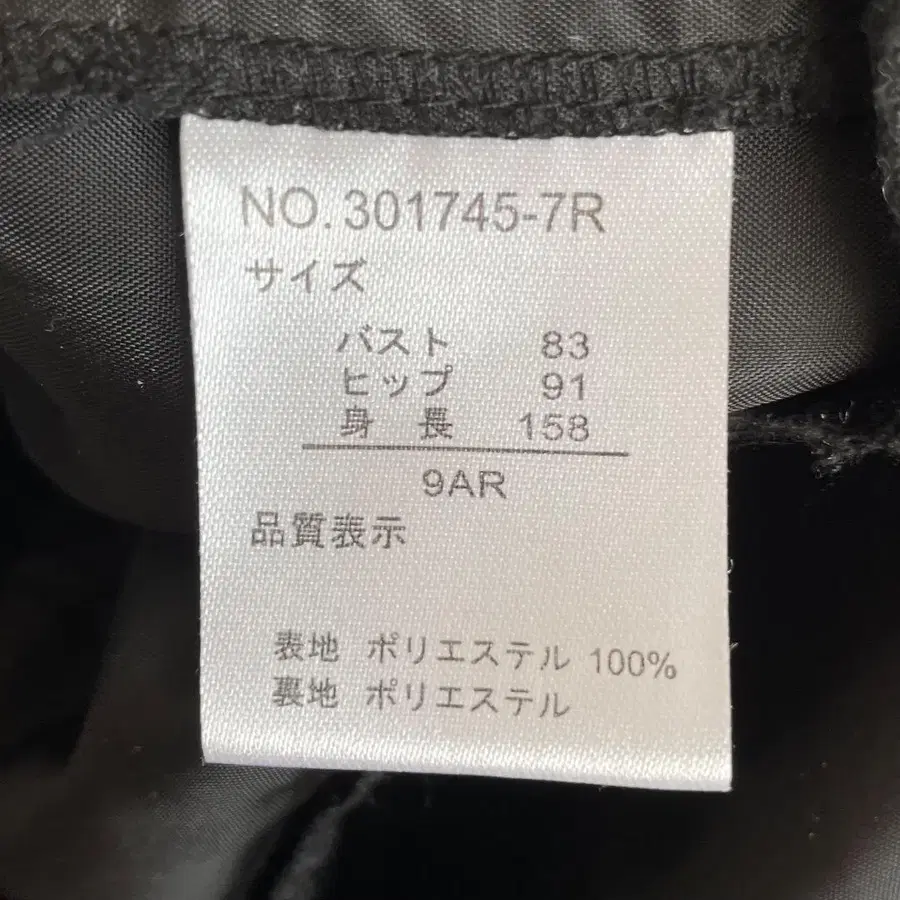 NO.301745-7R
サイズ
バスト 83
ヒップ 91
身 長 158
9AR
品質表示
表地 ポリエステル 100%
裏地 ポリエステル